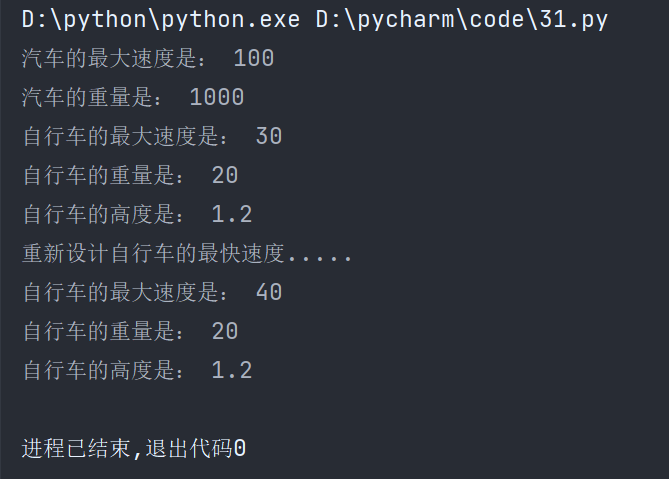 D:\python\python.exe D:\pycharm\code\31.py
汽车的最大速度是： 100
汽车的重量是： 1000
自行车的最大速度是： 30
自行车的重量是： 20
自行车的高度是： 1.2
重新设计自行车的最快速度.....
自行车的最大速度是： 40
自行车的重量是： 20
自行车的高度是： 1.2
进程已结束,退出代码0